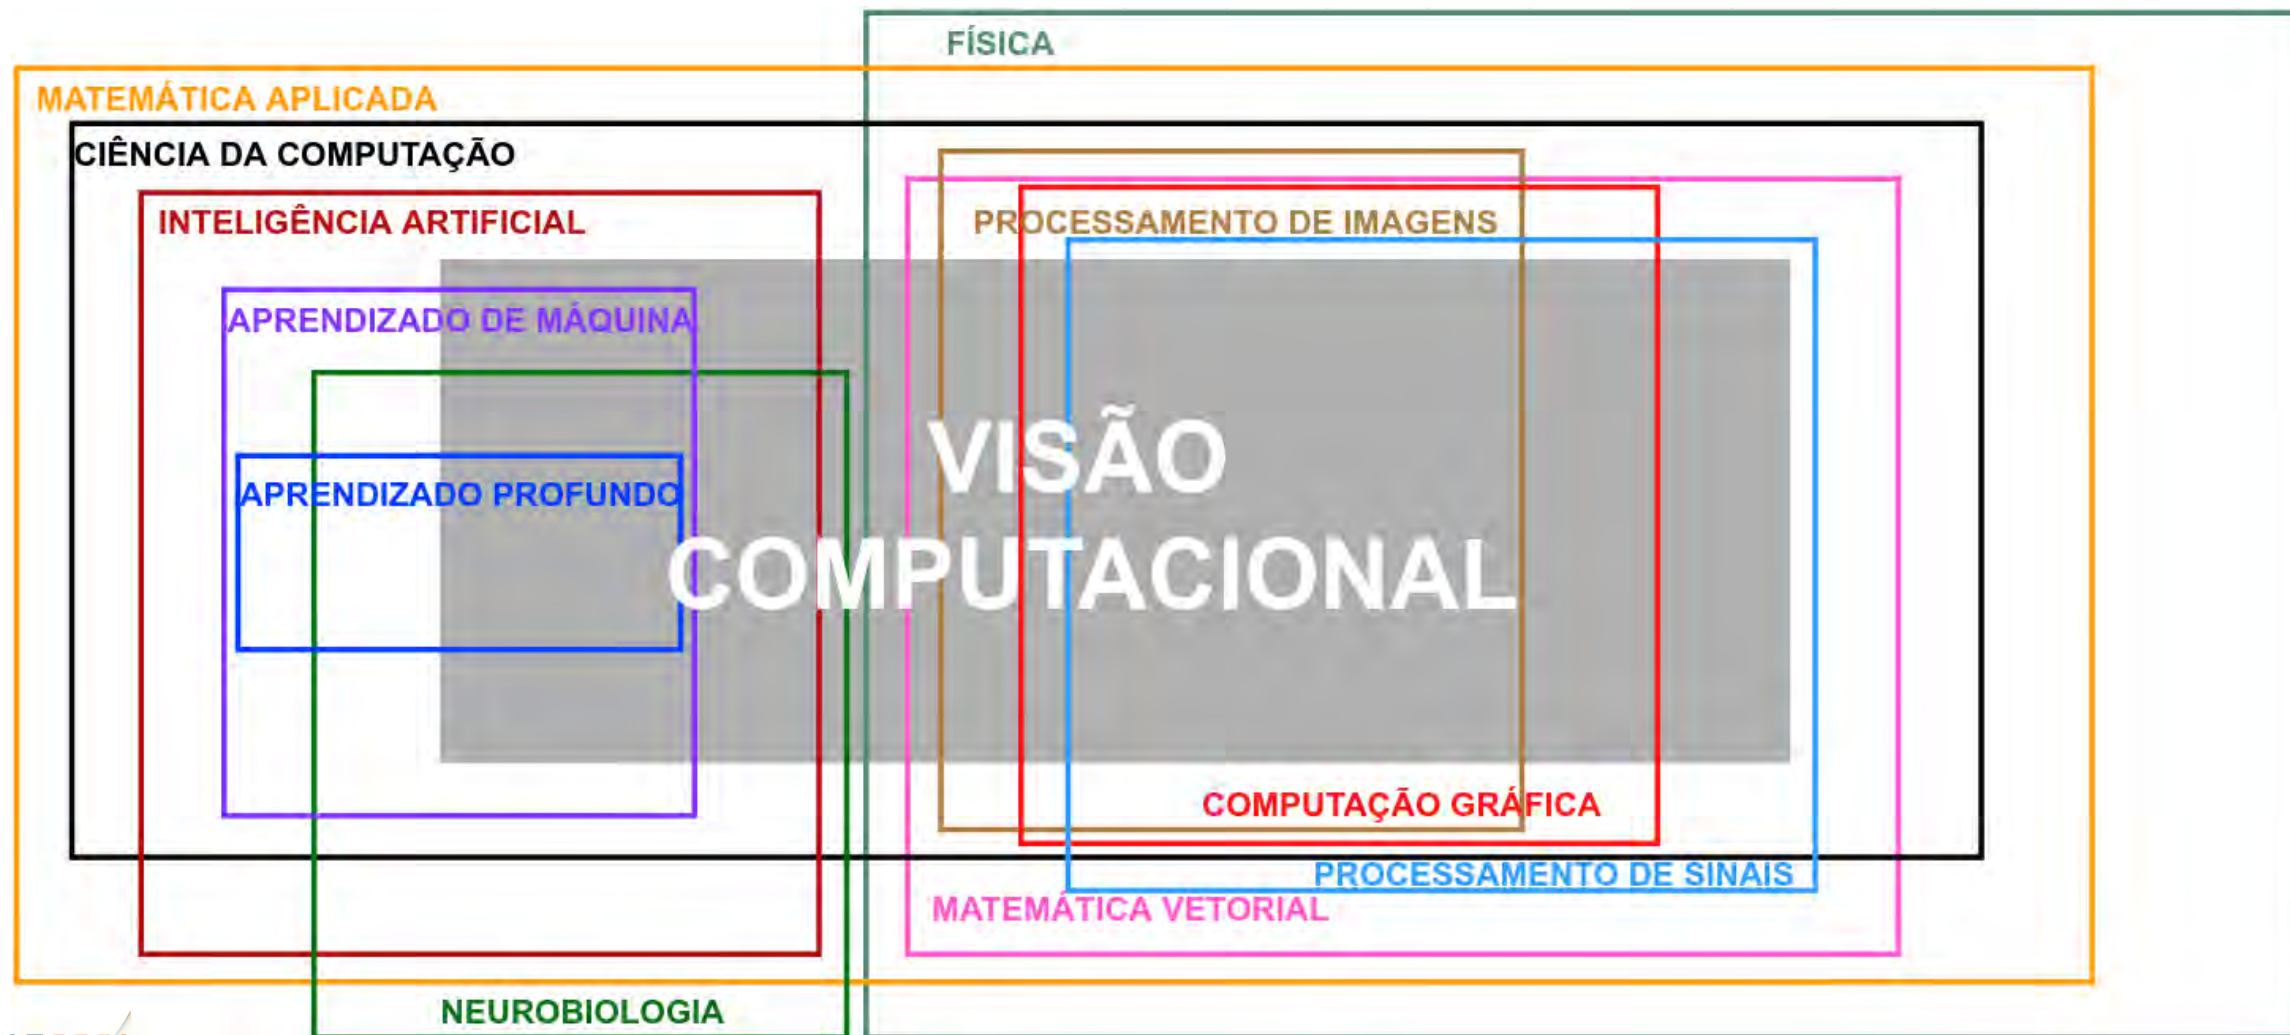 FÍSICA
MATEMÁTICA APLICADA
CIÊNCIA DA COMPUTAÇÃO
INTELIGÊNCIA ARTIFICIAL
PROCESSAMENTO DE IMAGENS
APRENDIZADO DE MÁQUINA
APRENDIZADO PROFUNDO
VISÃO
COMPUTACIONAL
COMPUTAÇÃO GRÁFICA
PROCESSAMENTO DE SINAIS
MATEMÁTICA VETORIAL
NEUROBIOLOGIA